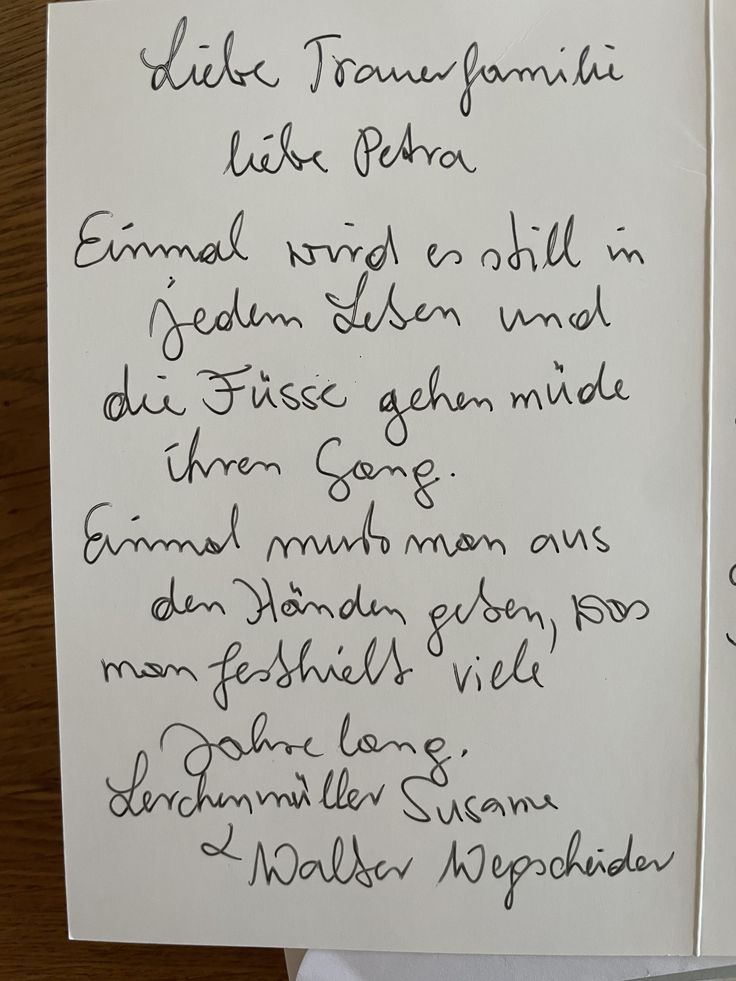 Liebe Trauerfamilie
liebe Petra
Einmal wird es still in
jedem Leben und
die Füsse gehen müde
ihren Gang.
Einmal muß man aus
den Händen geben, was
man festhielt viele
Jahre lang.
Lerchenmüller Susanne
& Walter Wegscheider